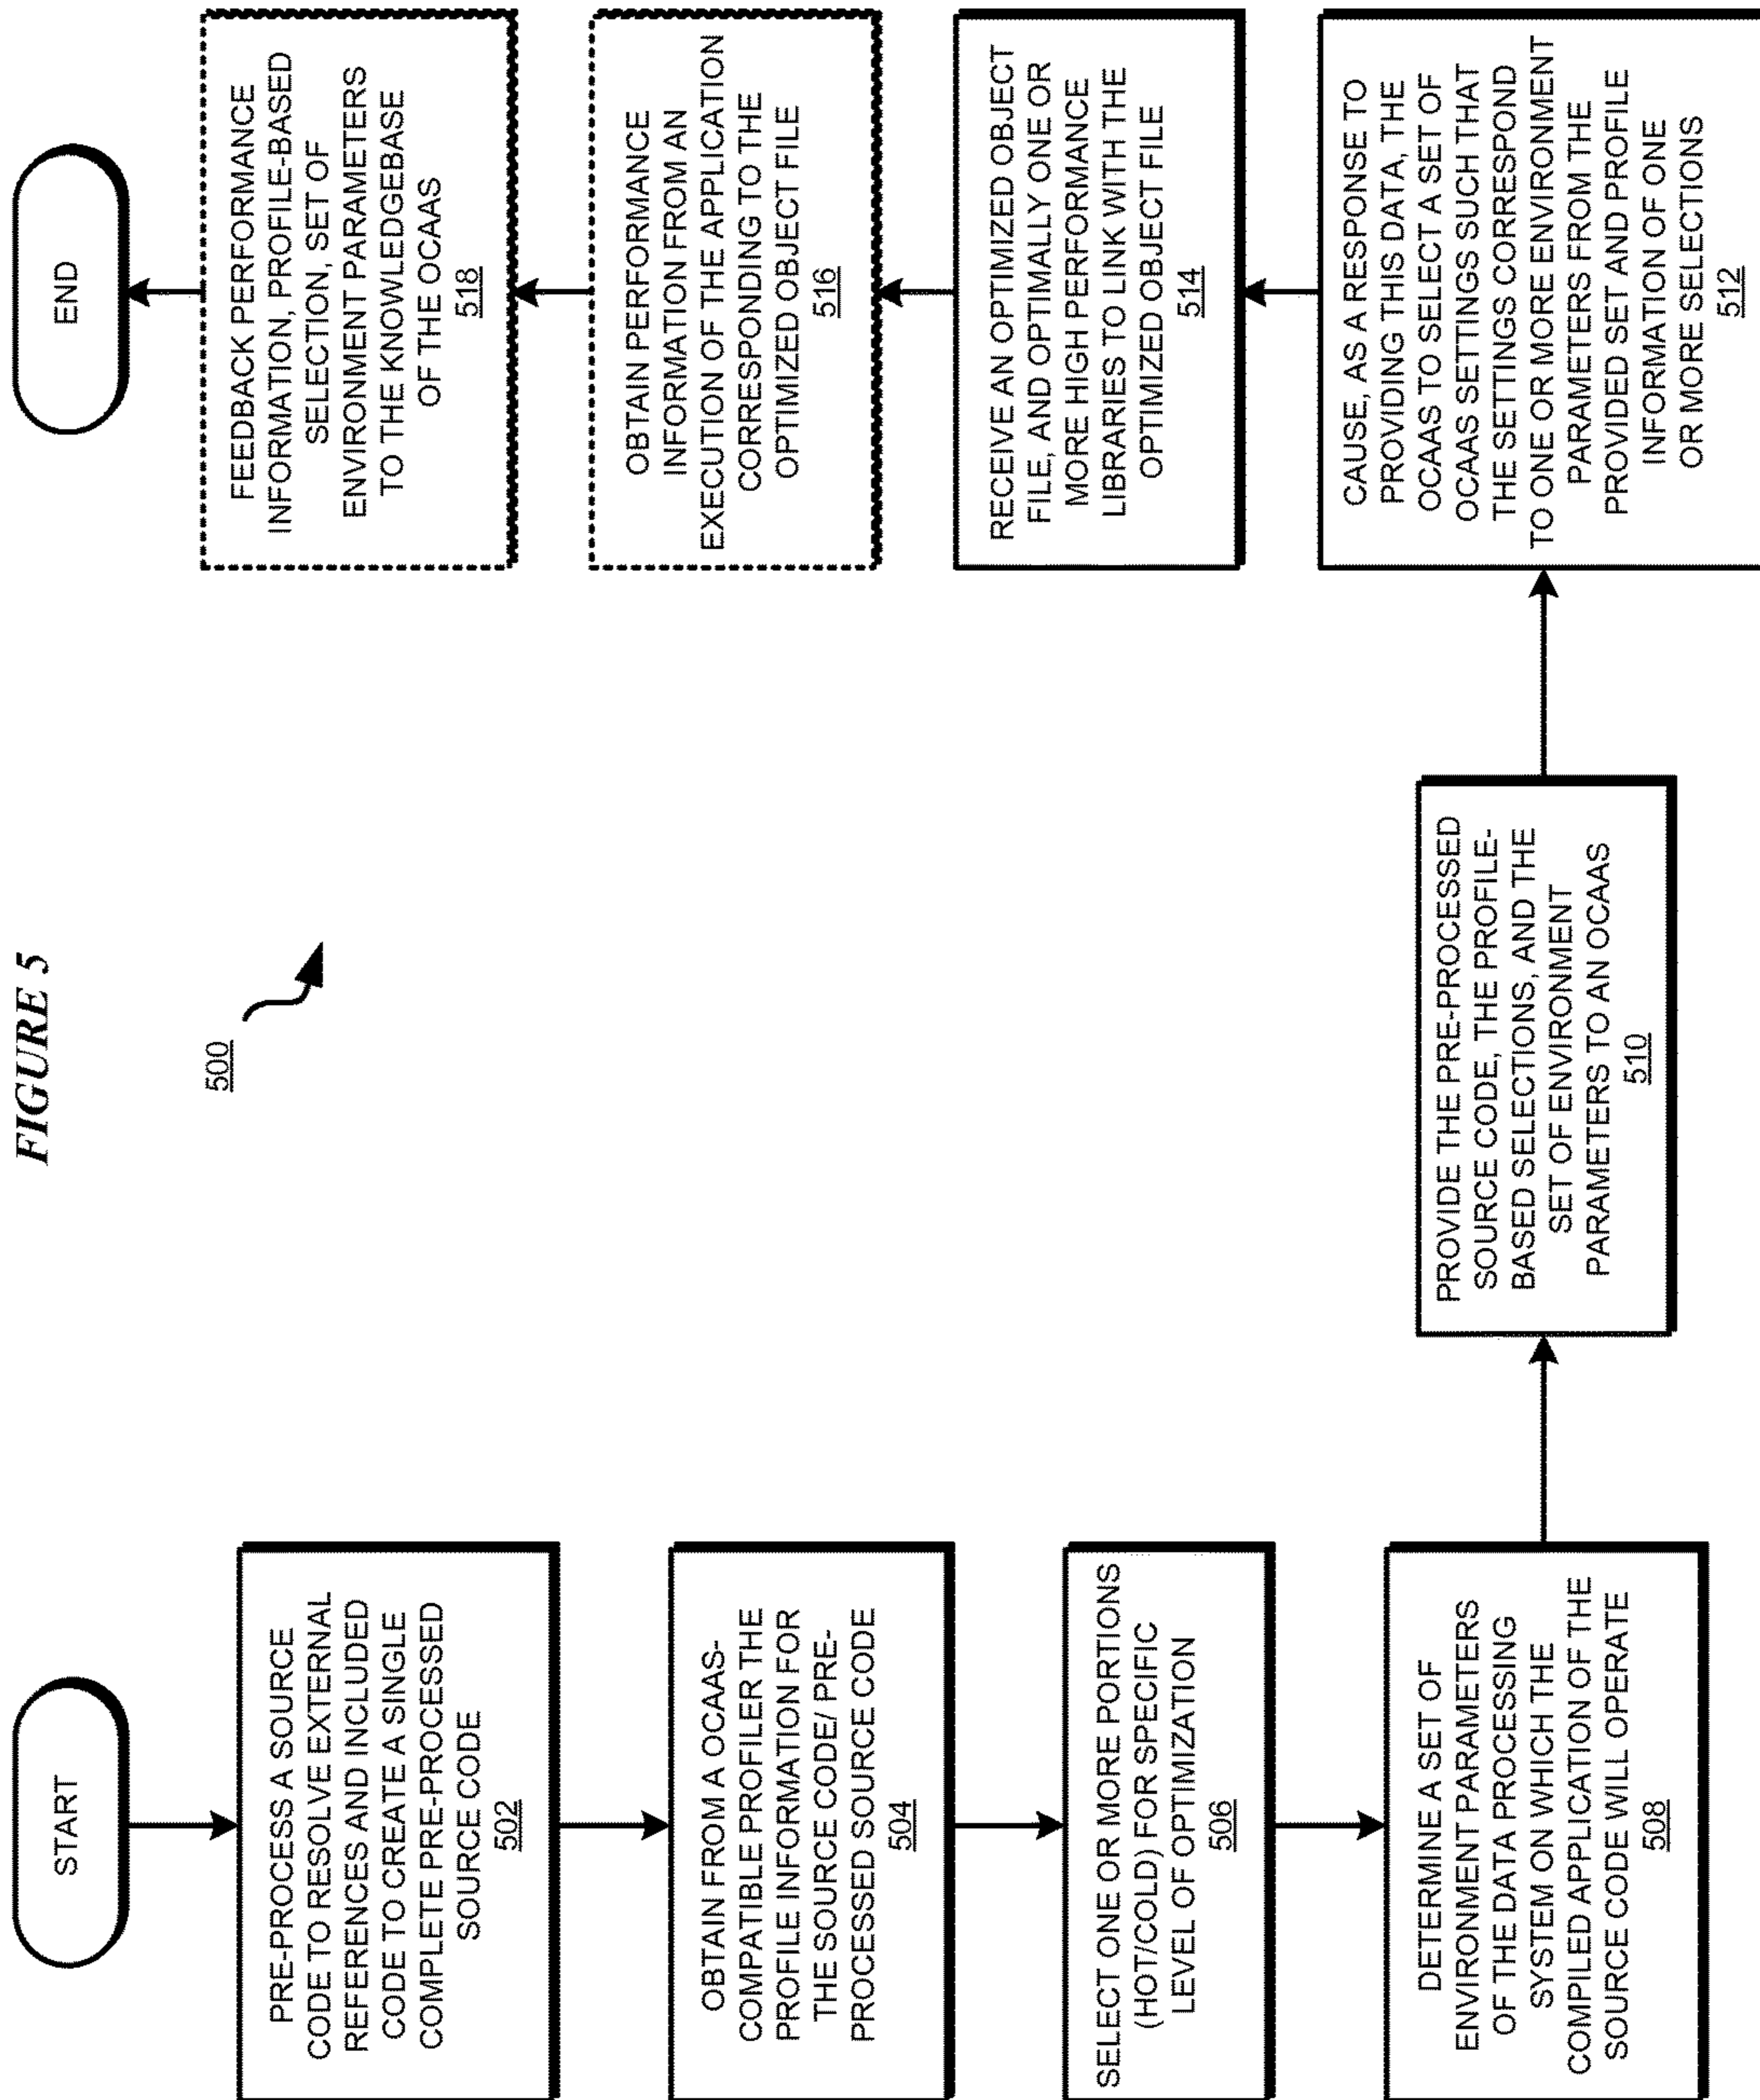 FIGURE 5
500
START
PRE-PROCESS A SOURCE
CODE TO RESOLVE EXTERNAL
REFERENCES AND INCLUDED
CODE TO CREATE A SINGLE
COMPLETE PRE-PROCESSED
SOURCE CODE
502
OBTAIN FROM A OCAAS-
COMPATIBLE PROFILER THE
PROFILE INFORMATION FOR
THE SOURCE CODE/ PRE-
PROCESSED SOURCE CODE
504
SELECT ONE OR MORE PORTIONS
(HOT/COLD) FOR SPECIFIC
LEVEL OF OPTIMIZATION
506
DETERMINE A SET OF
ENVIRONMENT PARAMETERS
OF THE DATA PROCESSING
SYSTEM ON WHICH THE
COMPILED APPLICATION OF THE
SOURCE CODE WILL OPERATE
508
PROVIDE THE PRE-PROCESSED
SOURCE CODE, THE PROFILE-
BASED SELECTIONS, AND THE
SET OF ENVIRONMENT
PARAMETERS TO AN OCAAS
510
CAUSE, AS A RESPONSE TO
PROVIDING THIS DATA, THE
OCAAS TO SELECT A SET OF
OCAAS SETTINGS SUCH THAT
THE SETTINGS CORRESPOND
TO ONE OR MORE ENVIRONMENT
PARAMETERS FROM THE
PROVIDED SET AND PROFILE
INFORMATION OF ONE
OR MORE SELECTIONS
512
RECEIVE AN OPTIMIZED OBJECT
FILE, AND OPTIMALLY ONE OR
MORE HIGH PERFORMANCE
LIBRARIES TO LINK WITH THE
OPTIMIZED OBJECT FILE
514
OBTAIN PERFORMANCE
INFORMATION FROM AN
EXECUTION OF THE APPLICATION
CORRESPONDING TO THE
OPTIMIZED OBJECT FILE
516
FEEDBACK PERFORMANCE
INFORMATION, PROFILE-BASED
SELECTION, SET OF
ENVIRONMENT PARAMETERS
TO THE KNOWLEDGEBASE
OF THE OCAAS
518
END